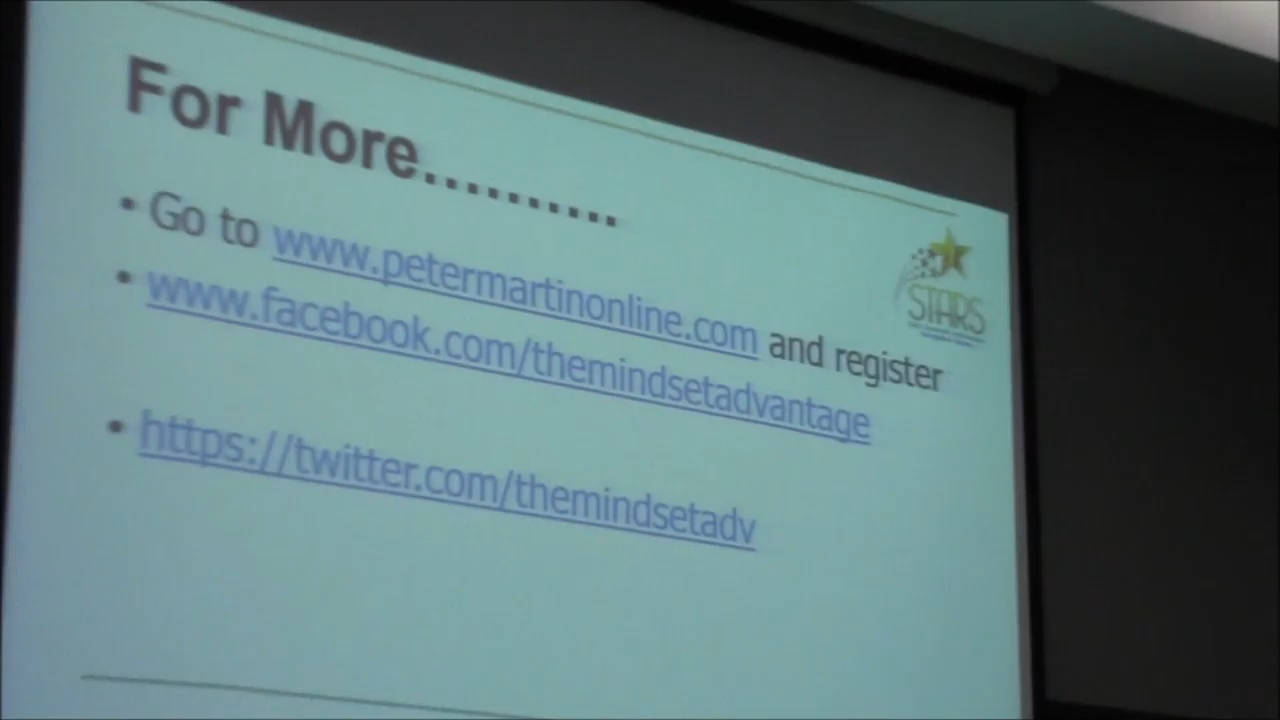 For More..........
• Go to www.petermartinonline.com and register
• www.facebook.com/themindsetadvantage
• https://twitter.com/themindsetadv
STARS